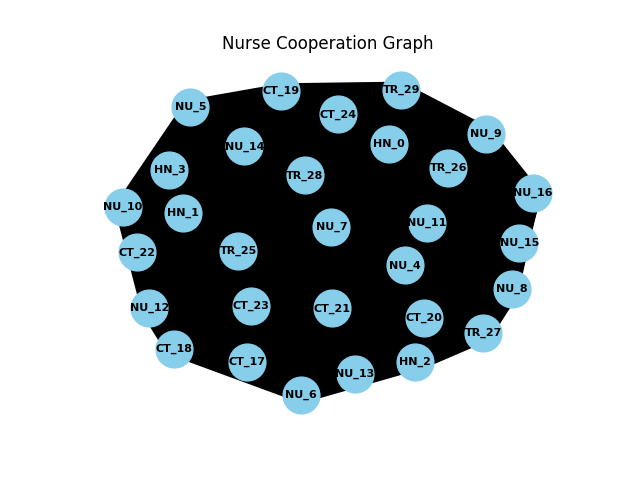 Nurse Cooperation Graph
CT_19
TR_29
NU_5
CT_24
NU_9
HN_0
NU_14
TR_26
HN_3
TR_28
NU_16
NU_10
HN_1
NU_11
NU_7
NU_15
TR_25
CT_22
NU_4
NU_8
CT_23
NU_12
CT_21
CT_20
TR_27
CT_18
CT_17
HN_2
NU_13
NU_6